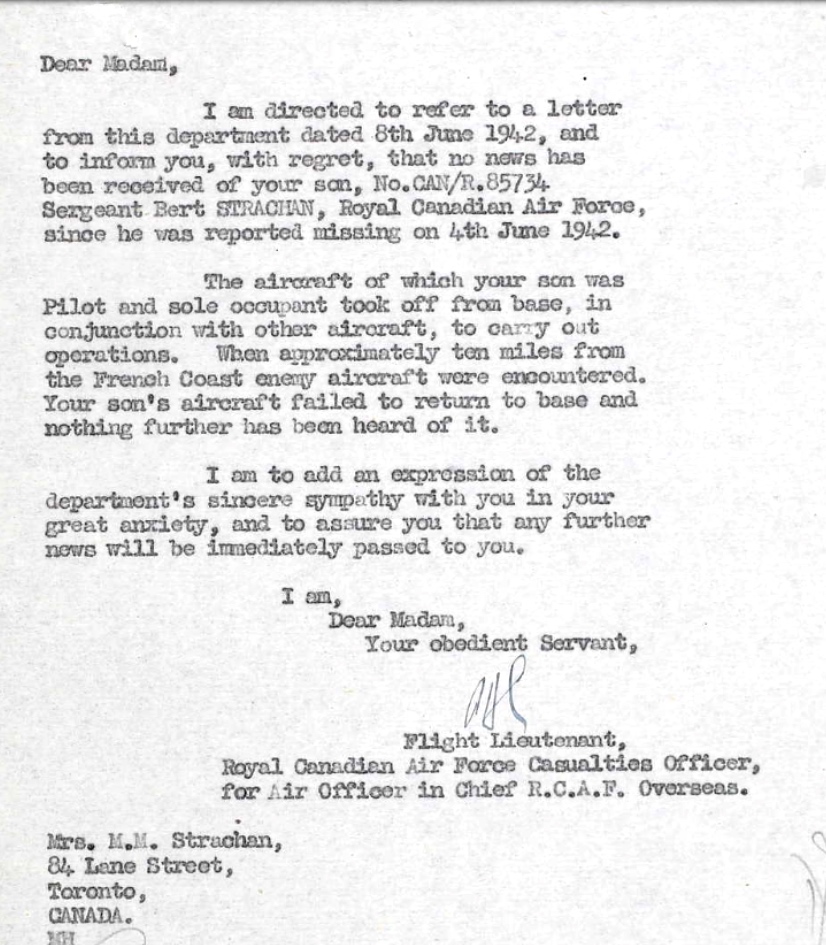 Dear Madam,
I am directed to refer to a letter
from this department dated 8th June 1942, and
to inform you, with regret, that no news has
been received of your son, No.CAN/R.85734
Sergeant Bert STRACHAN, Royal Canadian Air Force,
since he was reported missing on 4th June 1942.
The aircraft of which your son was
Pilot and sole occupant took off from base, in
conjunction with other aircraft, to carry out
operations. When approximately ten miles from
the French Coast enemy aircraft were encountered.
Your son's aircraft failed to return to base and
nothing further has been heard of it.
I am to add an expression of the
department's sincere sympathy with you in your
great anxiety, and to assure you that any further
news will be immediately passed to you.
I am,
Dear Madam,
Your obedient Servant,
Flight Lieutenant,
Royal Canadian Air Force Casualties Officer,
for Air Officer in Chief R.C.A.F. Overseas.
Mrs. M.M. Strachan,
84 Lane Street,
Toronto,
CANADA.
MH